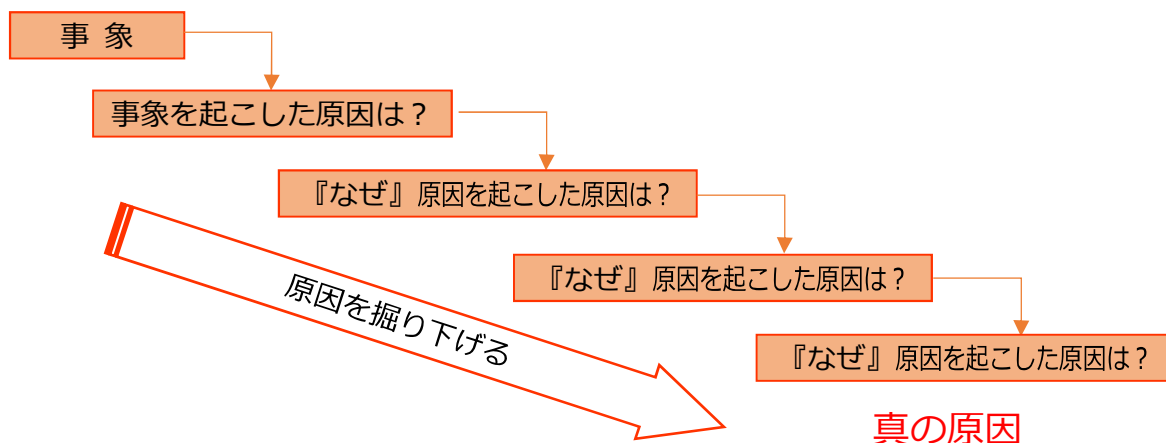 事 象
事象を起こした原因は？
『なぜ』原因を起こした原因は？
『なぜ』原因を起こした原因は？
『なぜ』原因を起こした原因は？
原因を掘り下げる
真の原因